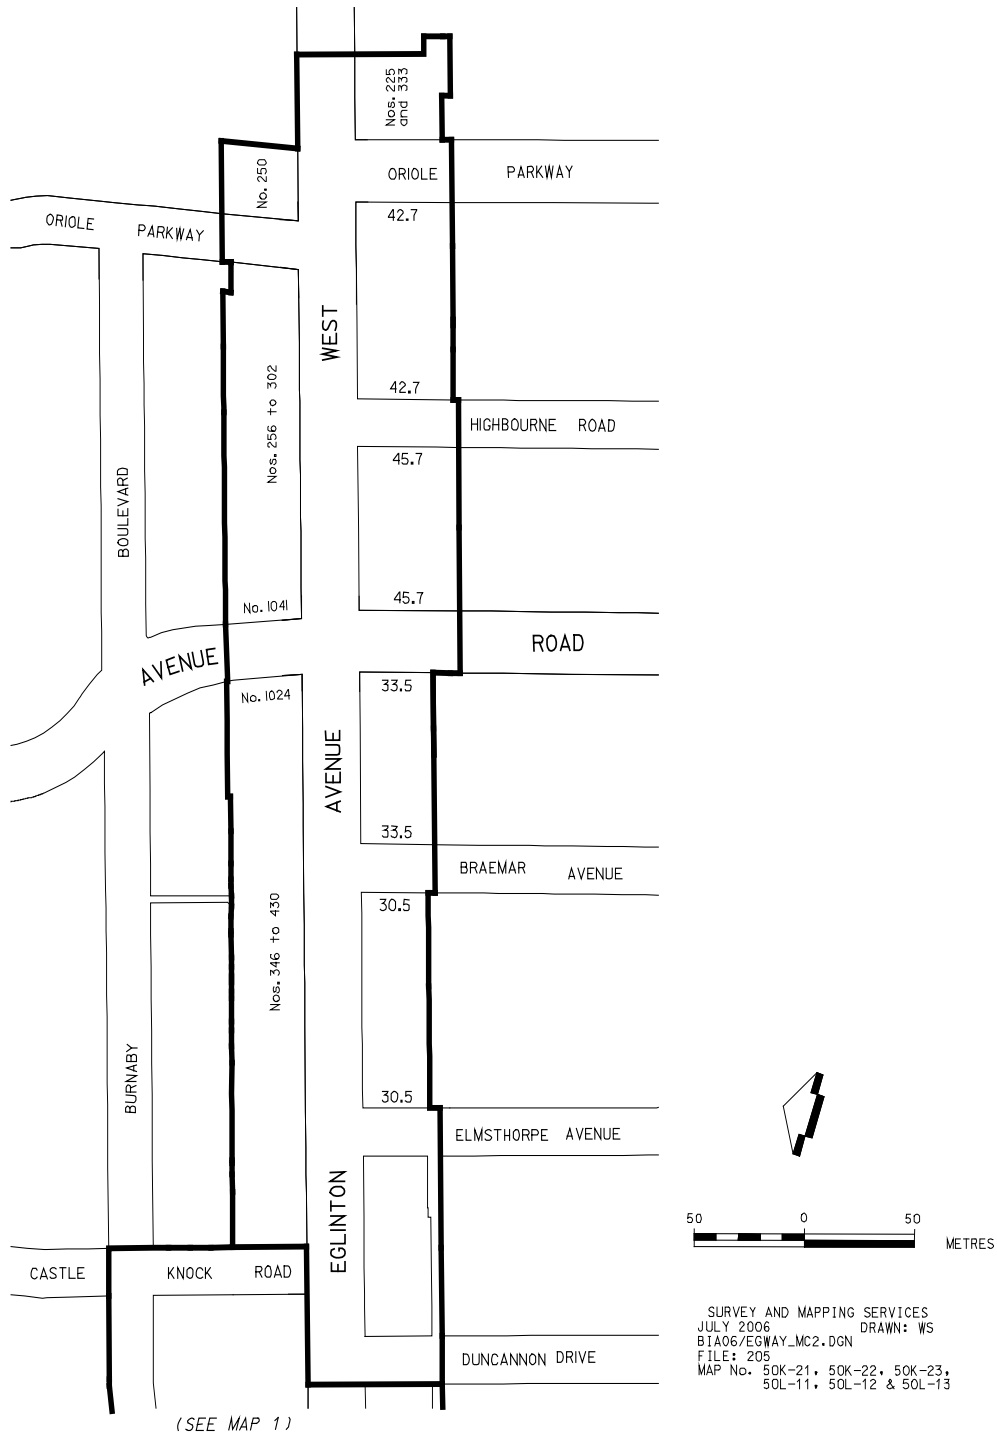 Nos. 225
and 333
No. 250
ORIOLE PARKWAY
ORIOLE PARKWAY
42.7
WEST
42.7
Nos. 256 to 302
HIGHBOURNE ROAD
45.7
BOULEVARD
45.7
No. 1041
AVENUE
ROAD
33.5
No. 1024
AVENUE
33.5
BRAEMAR AVENUE
30.5
Nos. 346 to 430
30.5
BURNABY
ELMSTHORPE AVENUE
EGLINTON
50 0 50
METRES
CASTLE KNOCK ROAD
DUNCANNON DRIVE
SURVEY AND MAPPING SERVICES
JULY 2006 DRAWN: WS
BIA06/EGWAY_MC2.DGN
FILE: 205
MAP No. 50K-21, 50K-22, 50K-23,
50L-11, 50L-12 & 50L-13
(SEE MAP 1)